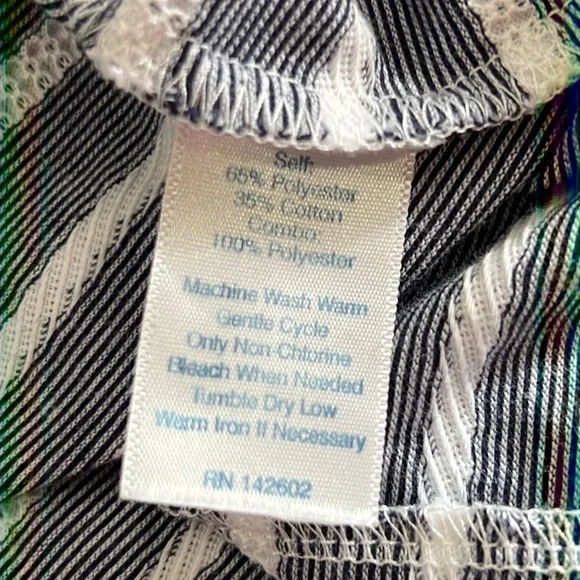 Self:
65% Polyester
35% Cotton
Combo:
100% Polyester
Machine Wash Warm
Gentle Cycle
Only Non-Chlorine
Bleach When Needed
Tumble Dry Low
Warm Iron If Necessary
RN 142602